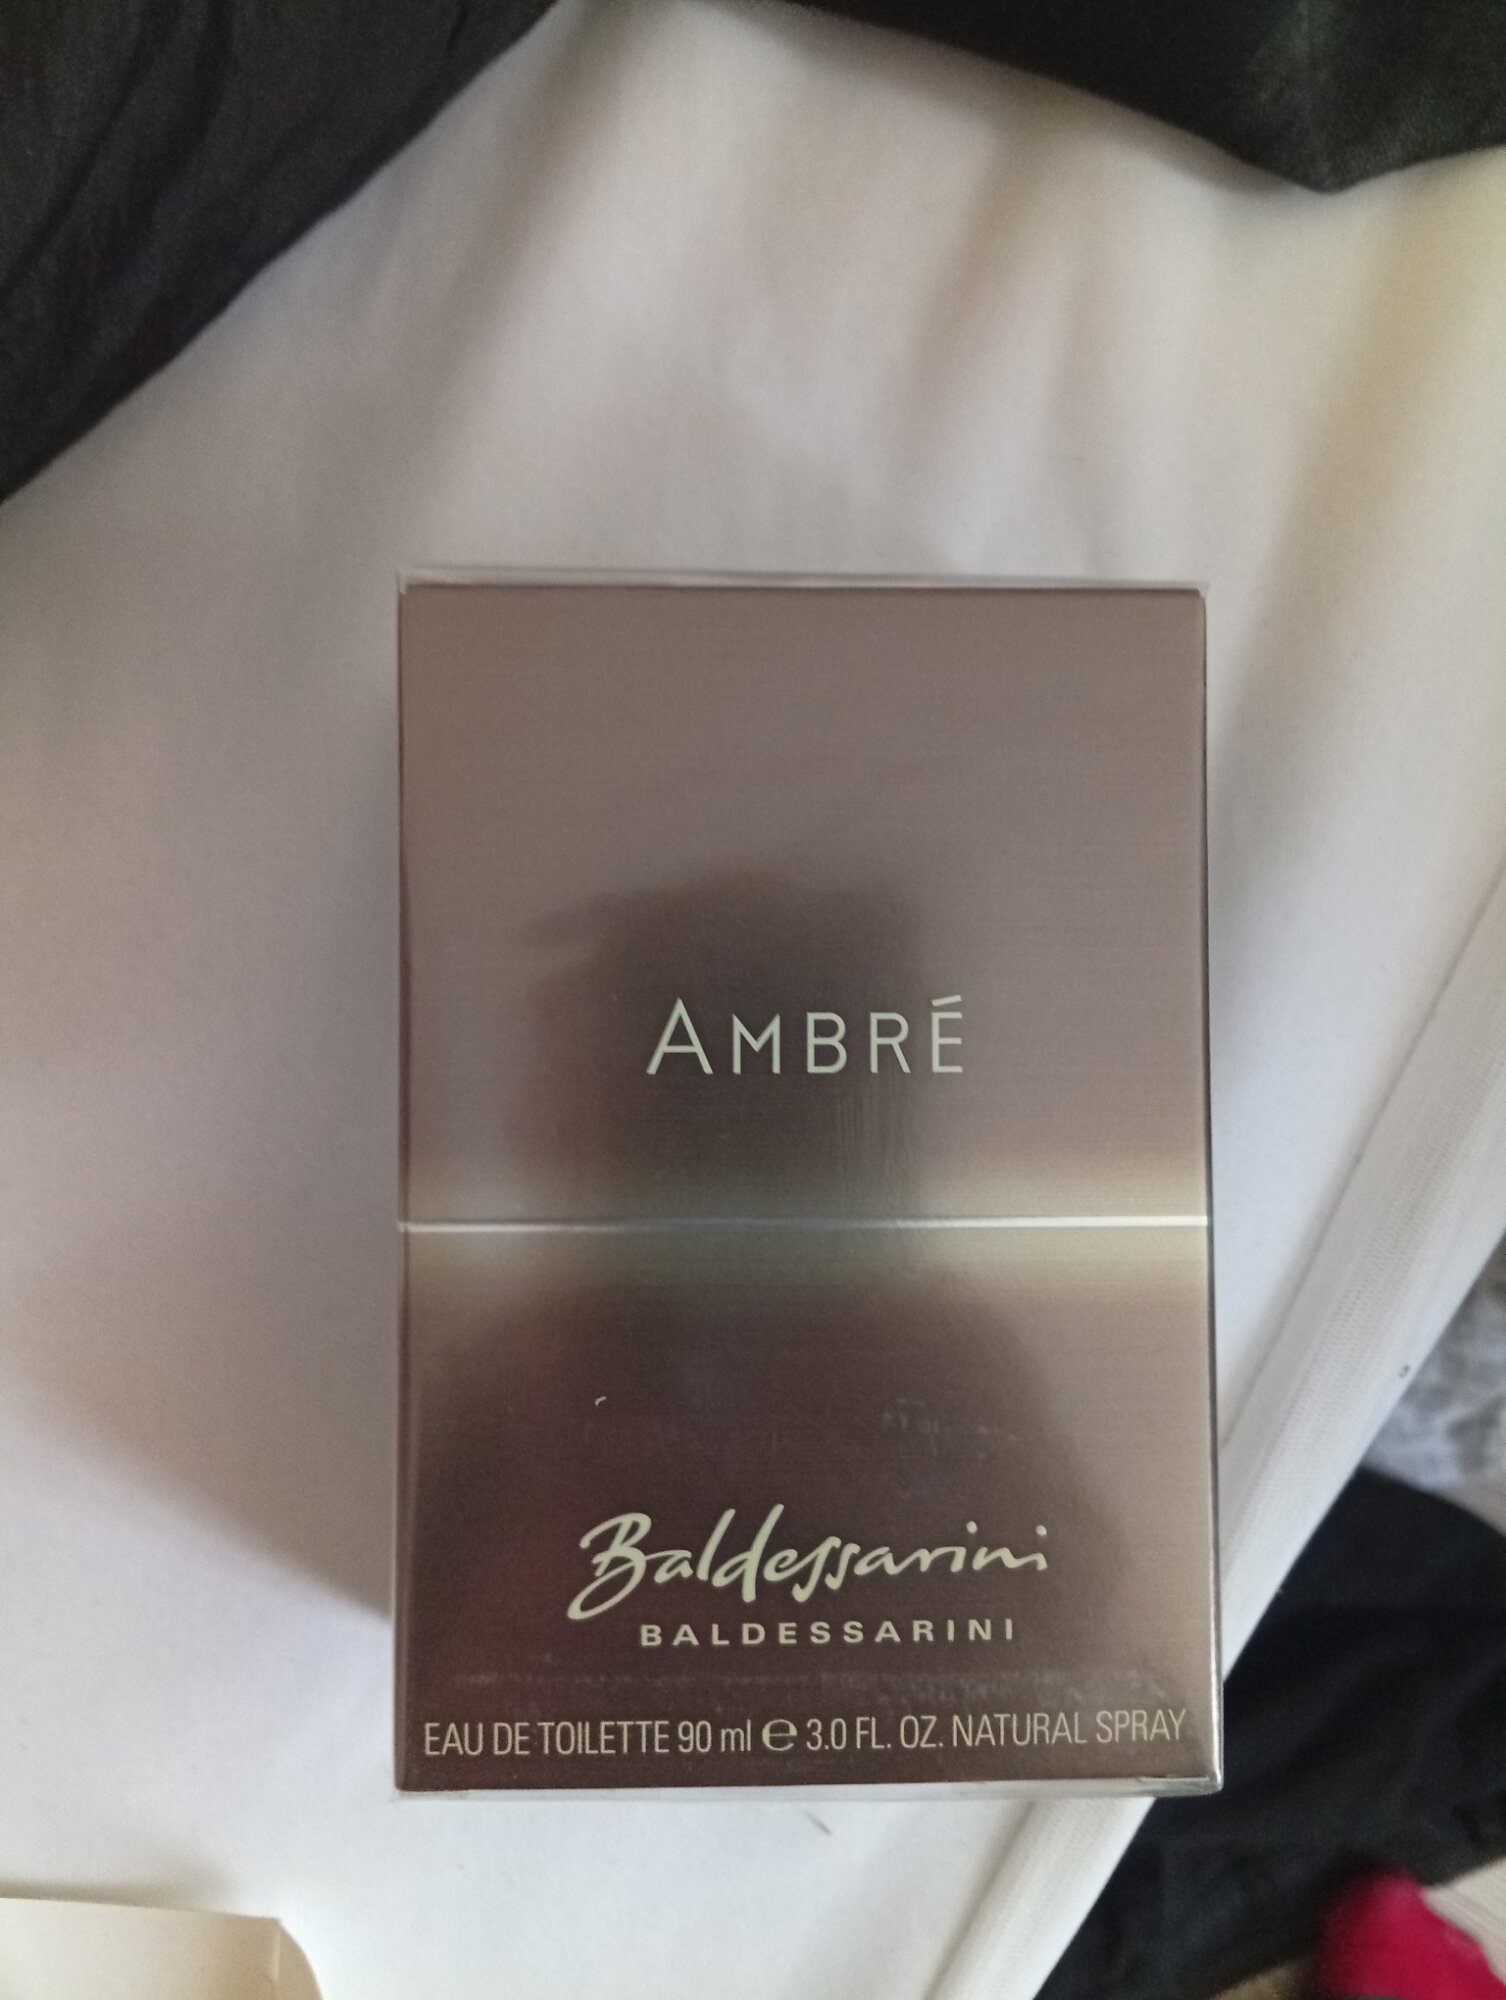 AMBRÉ
Baldessarini
BALDESSARINI
EAU DE TOILETTE 90 ml ℮ 3.0 FL. OZ. NATURAL SPRAY